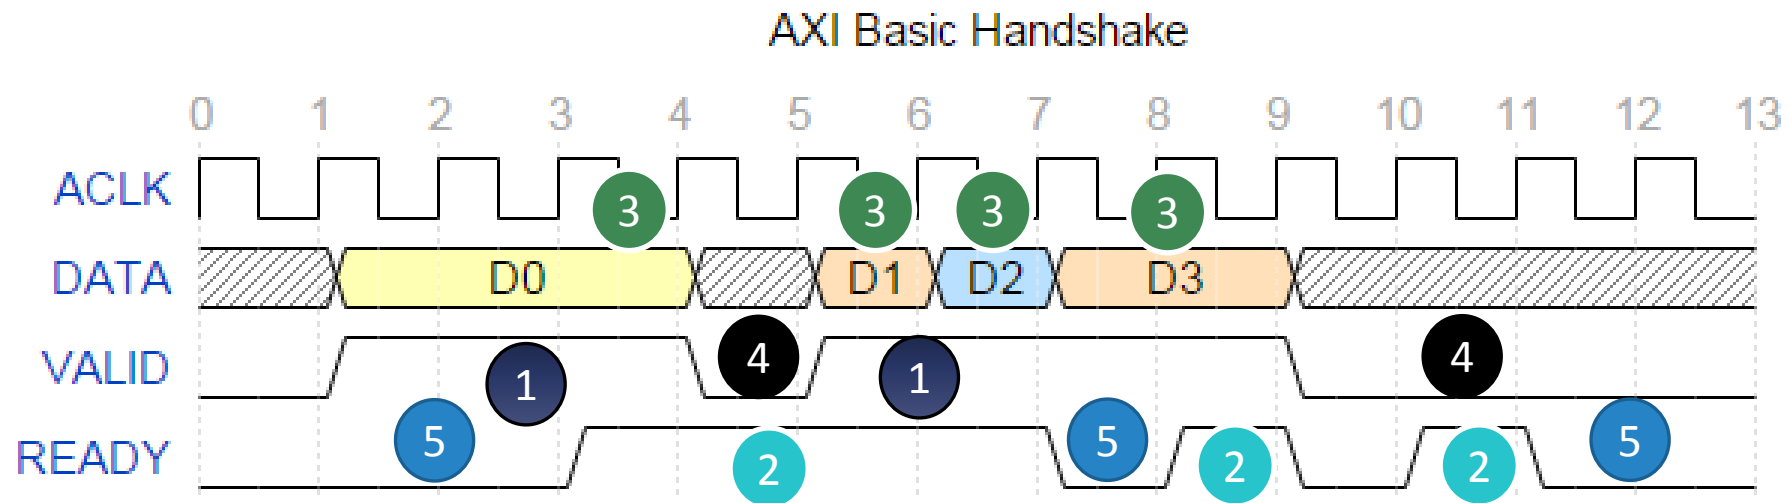 AXI Basic Handshake
0 1 2 3 4 5 6 7 8 9 10 11 12 13
ACLK 3 3 3 3
DATA D0 D1 D2 D3
VALID 1 4 1 4
READY 5 2 5 2 2 5